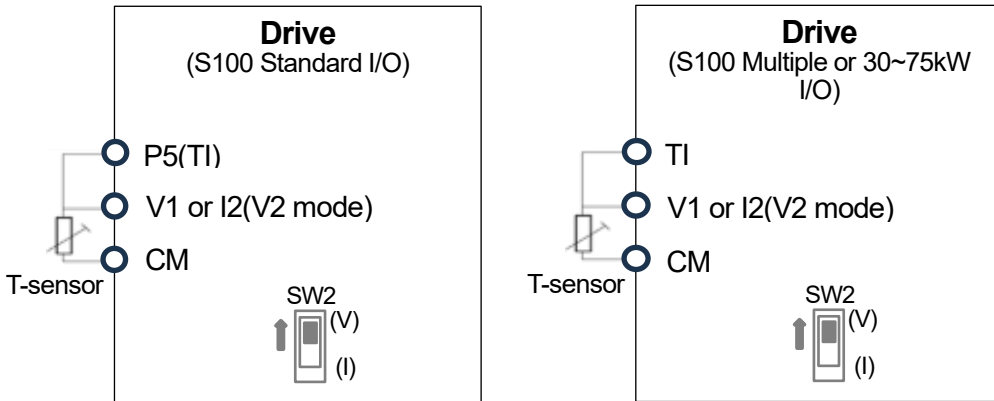 Drive
(S100 Standard I/O)
P5(TI)
V1 or I2(V2 mode)
CM
T-sensor
SW2
(V)
(I)
Drive
(S100 Multiple or 30~75kW
I/O)
TI
V1 or I2(V2 mode)
CM
T-sensor
SW2
(V)
(I)